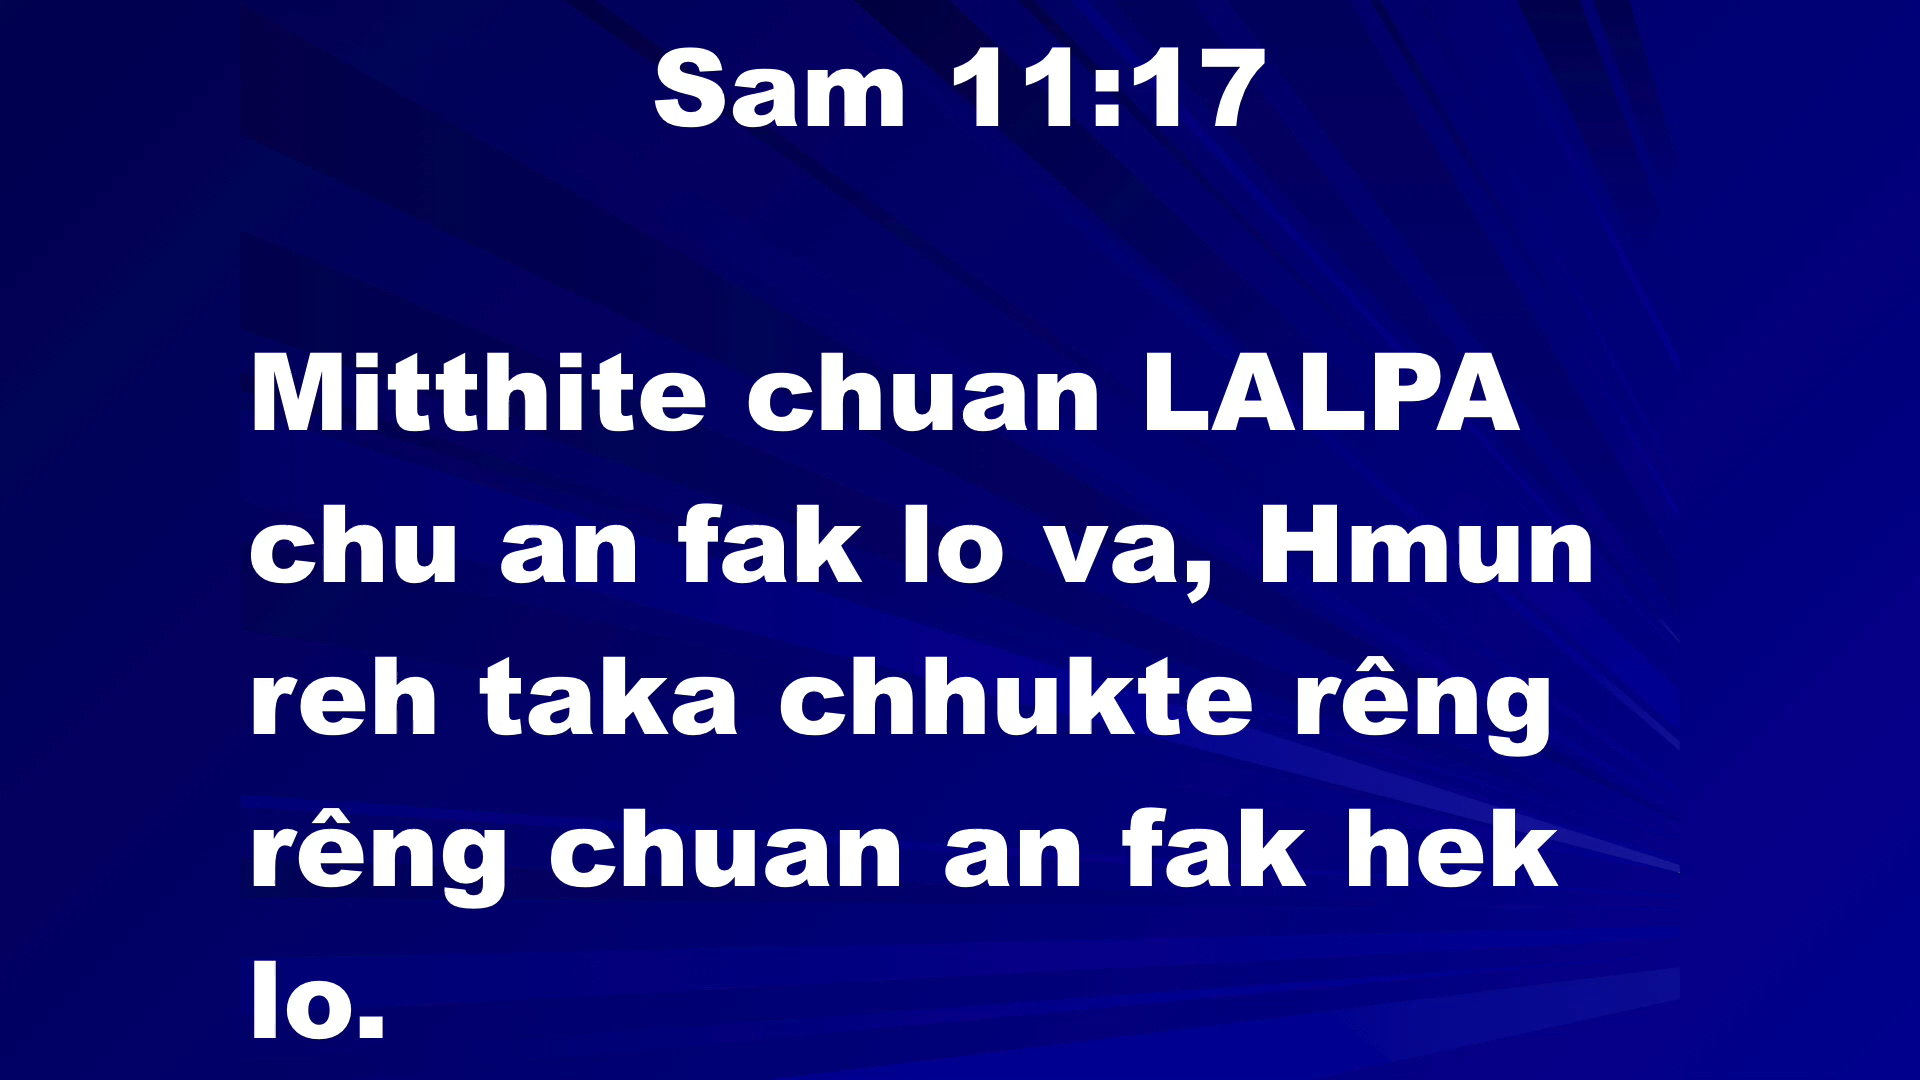 Sam 11:17
Mitthite chuan LALPA
chu an fak lo va, Hmun
reh taka chhukte rêng
rêng chuan an fak hek
lo.